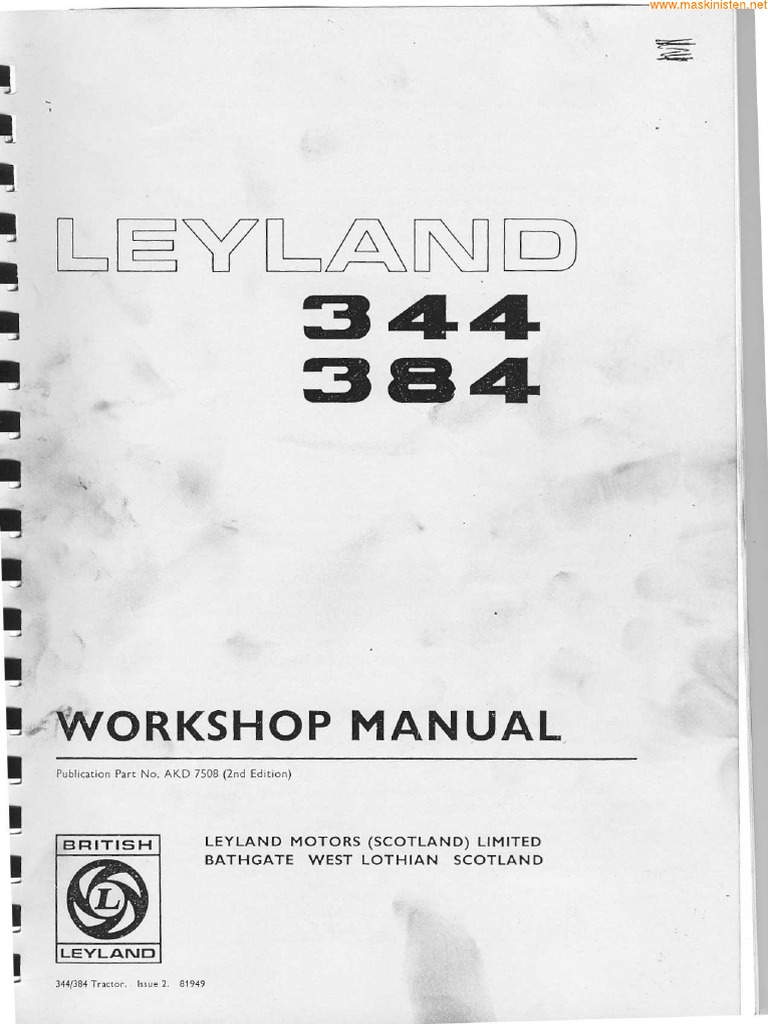 www.maskinisten.net
LEYLAND
344
384
WORKSHOP MANUAL
Publication Part No. AKD 7508 (2nd Edition)
BRITISH
L
LEYLAND
LEYLAND MOTORS (SCOTLAND) LIMITED
BATHGATE WEST LOTHIAN SCOTLAND
344/384 Tractor. Issue 2. 81949